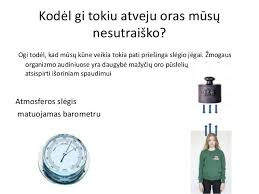 Kodėl gi tokiu atveju oras mūsų
nesutraiško?
Ogi todėl, kad mūsų kūne veikia tokia pati priešinga slėgio jėgai. Žmogaus
organizmo audiniuose yra daugybė mažyčių oro pūslelių
atsispirti išoriniam spaudimui
Atmosferos slėgis
matuojamas barometru